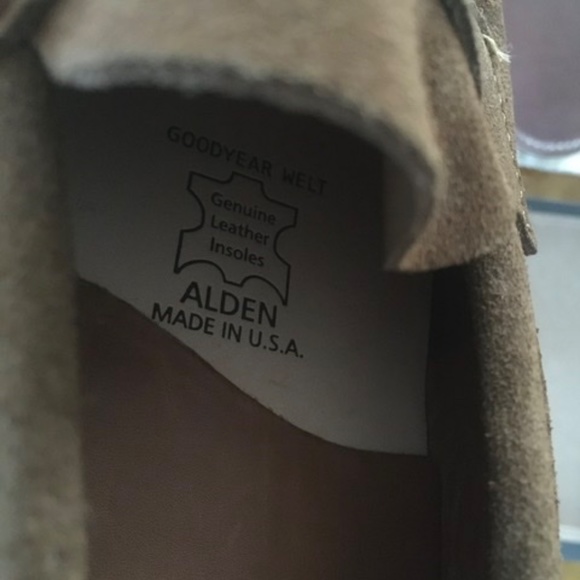 GOODYEAR WELT
Genuine
Leather
Insoles
ALDEN
MADE IN U.S.A.